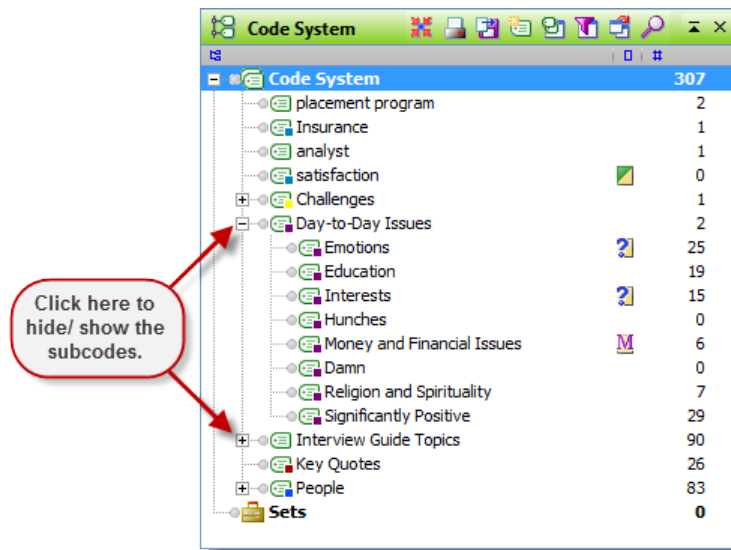 Code System
#
Code System 307
placement program 2
Insurance 1
analyst 1
satisfaction 0
Challenges 1
Day-to-Day Issues 2
Emotions ? 25
Education 19
Interests ? 15
Hunches 0
Money and Financial Issues M 6
Damn 0
Religion and Spirituality 7
Significantly Positive 29
Interview Guide Topics 90
Key Quotes 26
People 83
Sets 0
Click here to
hide/ show the
subcodes.